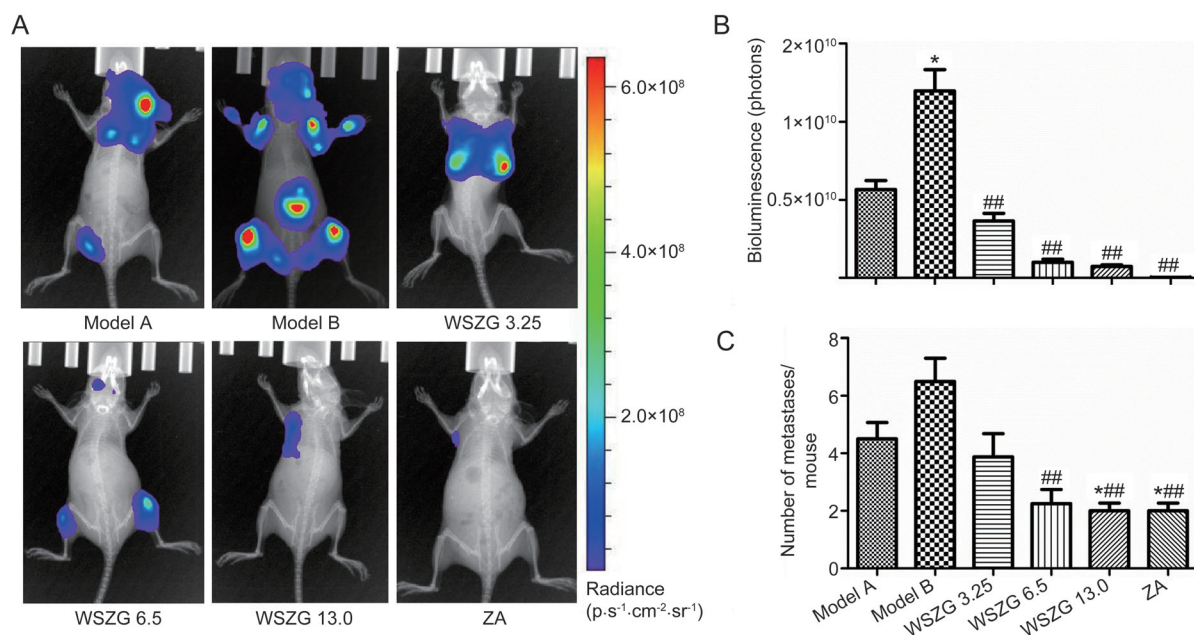 A
6.0×10⁸
4.0×10⁸
2.0×10⁸
Radiance
(p·s⁻¹·cm⁻²·sr⁻¹)
Model A
Model B
WSZG 3.25
WSZG 6.5
WSZG 13.0
ZA
B
Bioluminescence (photons)
2×10¹⁰
1×10¹⁰
0.5×10¹⁰
*
##
##
##
##
C
Number of metastases/
mouse
8
6
4
2
0
##
*##
*##
Model A
Model B
WSZG 3.25
WSZG 6.5
WSZG 13.0
ZA